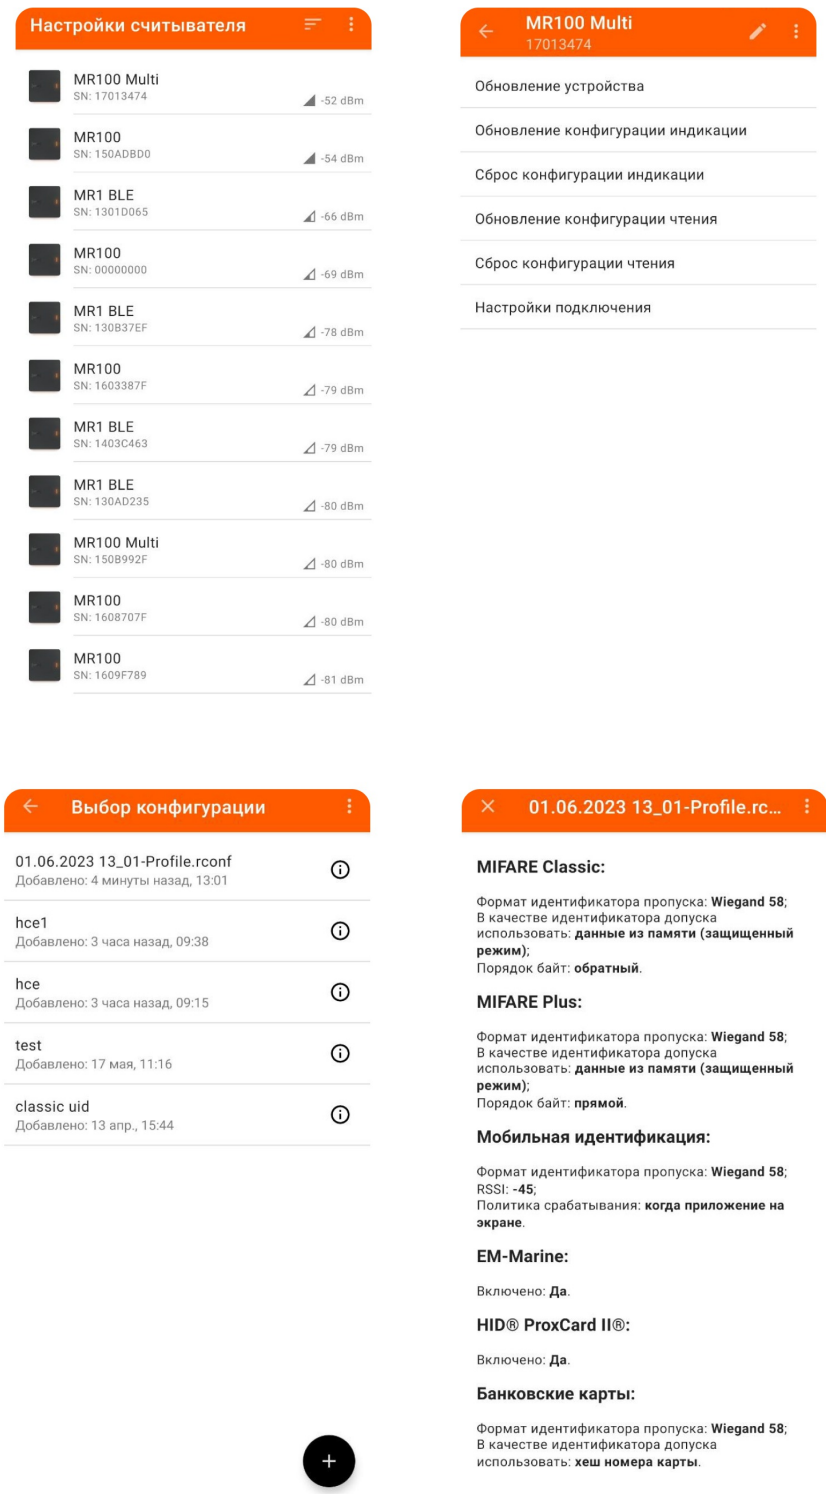 Настройки считывателя
MR100 Multi
SN: 17013474
-52 dBm
MR100
SN: 150ADBD0
-54 dBm
MR1 BLE
SN: 1301D065
-66 dBm
MR100
SN: 00000000
-69 dBm
MR1 BLE
SN: 130B37EF
-78 dBm
MR100
SN: 1603387F
-79 dBm
MR1 BLE
SN: 1403C463
-79 dBm
MR1 BLE
SN: 130AD235
-80 dBm
MR100 Multi
SN: 150B992F
-80 dBm
MR100
SN: 1608707F
-80 dBm
MR100
SN: 1609F789
-81 dBm
MR100 Multi
17013474
Обновление устройства
Обновление конфигурации индикации
Сброс конфигурации индикации
Обновление конфигурации чтения
Сброс конфигурации чтения
Настройки подключения
Выбор конфигурации
01.06.2023 13_01-Profile.rconf
Добавлено: 4 минуты назад, 13:01
hce1
Добавлено: 3 часа назад, 09:38
hce
Добавлено: 3 часа назад, 09:15
test
Добавлено: 17 мая, 11:16
classic uid
Добавлено: 13 апр., 15:44
01.06.2023 13_01-Profile.rc...
MIFARE Classic:
Формат идентификатора пропуска: Wiegand 58;
В качестве идентификатора допуска
использовать: данные из памяти (защищенный
режим);
Порядок байт: обратный.
MIFARE Plus:
Формат идентификатора пропуска: Wiegand 58;
В качестве идентификатора допуска
использовать: данные из памяти (защищенный
режим);
Порядок байт: прямой.
Мобильная идентификация:
Формат идентификатора пропуска: Wiegand 58;
RSSI: -45;
Политика срабатывания: когда приложение на
экране.
EM-Marine:
Включено: Да.
HID® ProxCard II®:
Включено: Да.
Банковские карты:
Формат идентификатора пропуска: Wiegand 58;
В качестве идентификатора допуска
использовать: хеш номера карты.